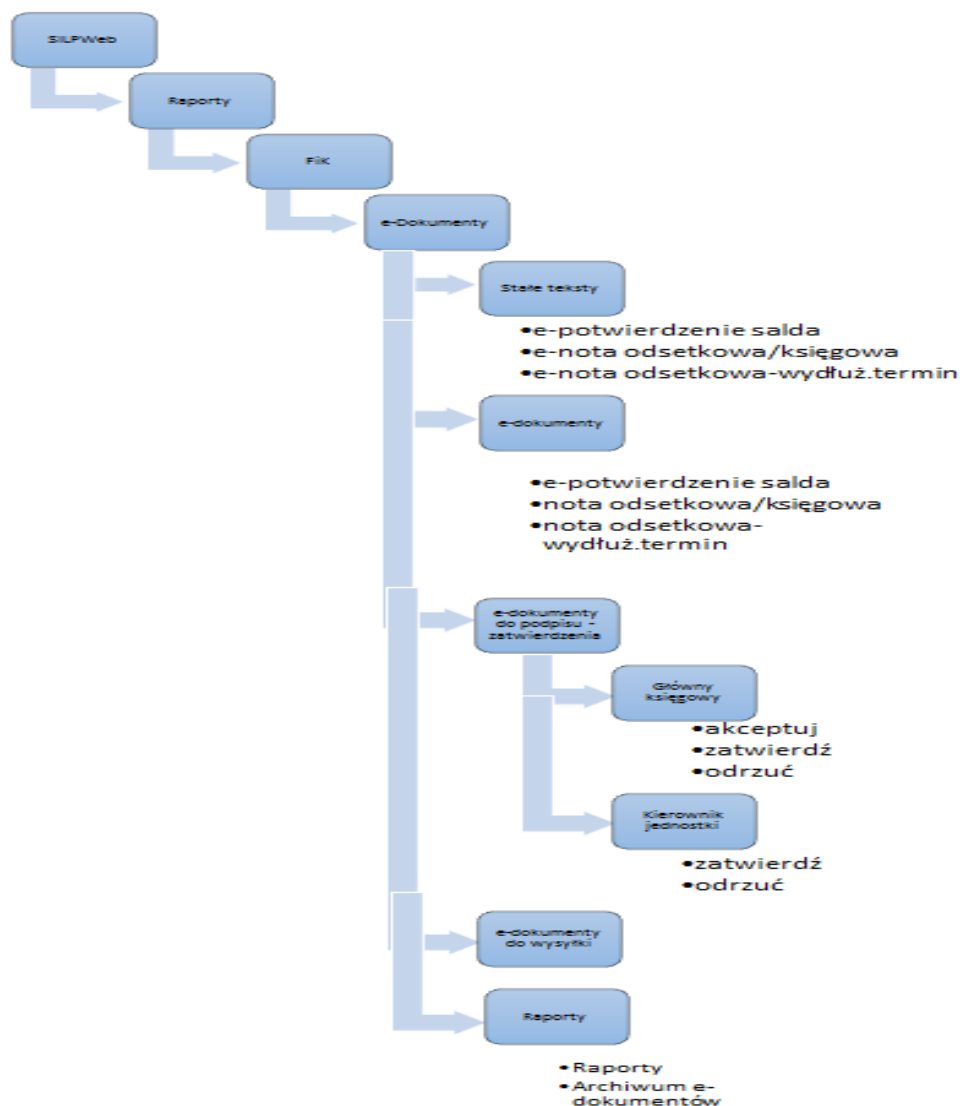 SILPWeb
Raporty
FiK
e-Dokumenty
Stałe teksty
•e-potwierdzenie salda
•e-nota odsetkowa/księgowa
•e-nota odsetkowa-wydłuż.termin
e-dokumenty
•e-potwierdzenie salda
•nota odsetkowa/księgowa
•nota odsetkowa-
wydłuż.termin
e-dokumenty
do podpisu -
zatwierdzenia
Główny
księgowy
•akceptuj
•zatwierdź
•odrzuć
Kierownik
jednostki
•zatwierdź
•odrzuć
e-dokumenty
do wysyłki
Raporty
•Raporty
•Archiwum e-
dokumentów